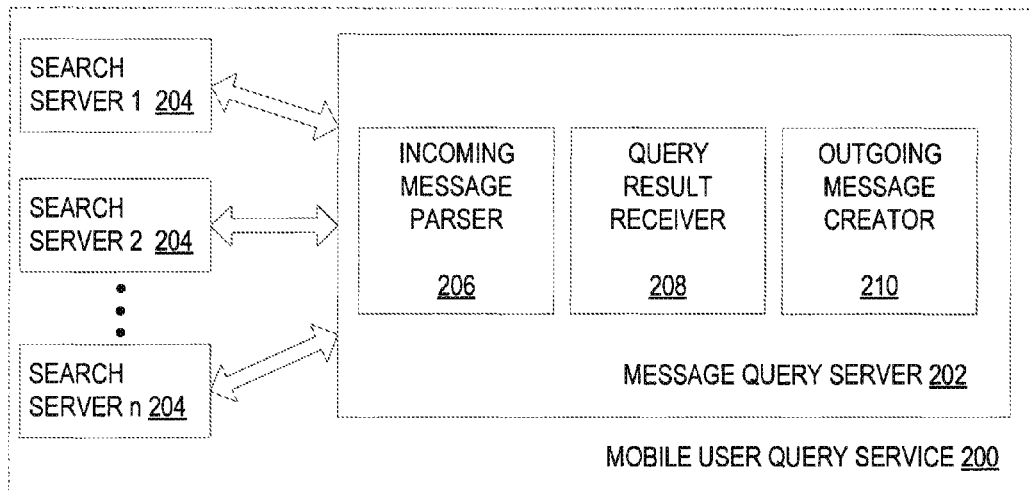 SEARCH
SERVER 1 204
SEARCH
SERVER 2 204
SEARCH
SERVER n 204
INCOMING
MESSAGE
PARSER
206
QUERY
RESULT
RECEIVER
208
OUTGOING
MESSAGE
CREATOR
210
MESSAGE QUERY SERVER 202
MOBILE USER QUERY SERVICE 200